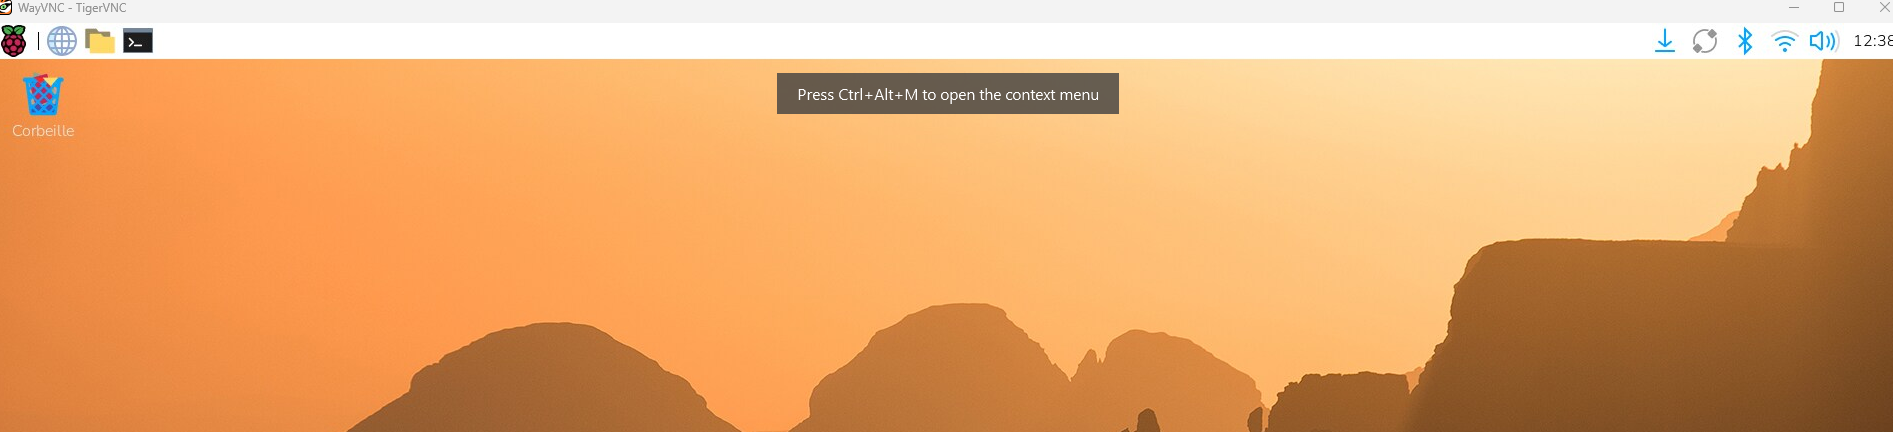 WayVNC - TigerVNC
12:38
Corbeille
Press Ctrl+Alt+M to open the context menu